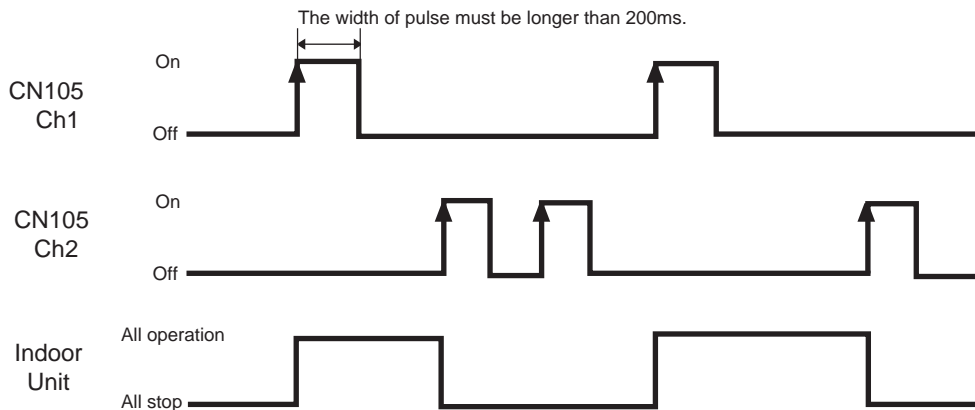 The width of pulse must be longer than 200ms.
On
CN105
Ch1
Off
On
CN105
Ch2
Off
All operation
Indoor
Unit
All stop